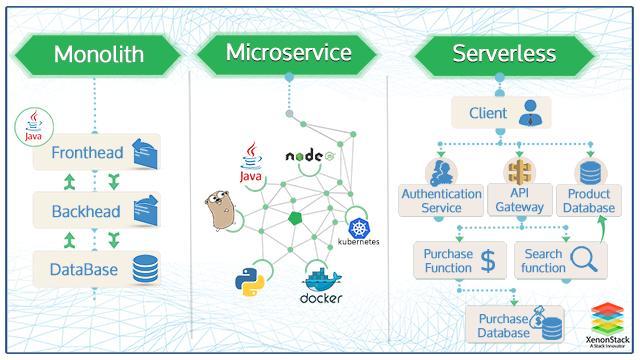 Monolith
Microservice
Serverless
Java
Fronthead
Backhead
DataBase
Java
node
JS
kubernetes
docker
Client
Authentication
Service
API
Gateway
Product
Database
Purchase
Function
$
Search
function
Purchase
Database
XenonStack
A Stack Innovator